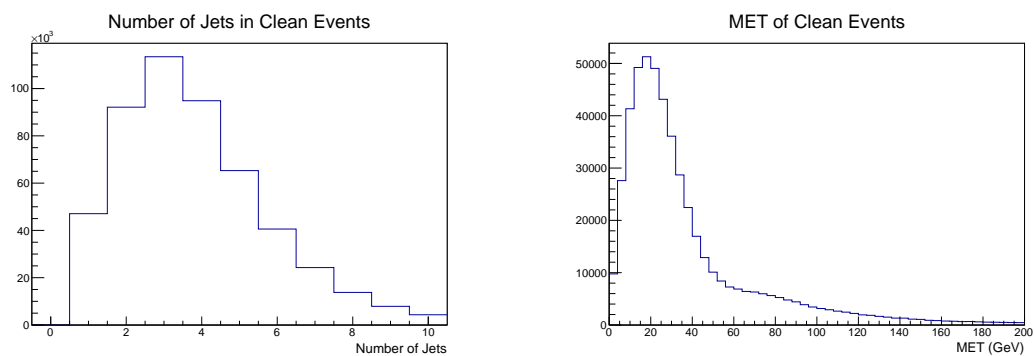 Number of Jets in Clean Events
×10³
100
80
60
40
20
0
0 2 4 6 8 10
Number of Jets
MET of Clean Events
50000
40000
30000
20000
10000
0
0 20 40 60 80 100 120 140 160 180 200
MET (GeV)